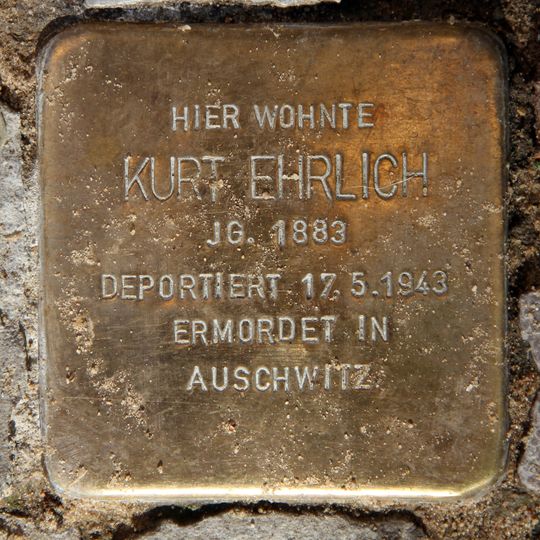 HIER WOHNTE
KURT EHRLICH
JG. 1883
DEPORTIERT 17.5.1943
ERMORDET IN
AUSCHWITZ